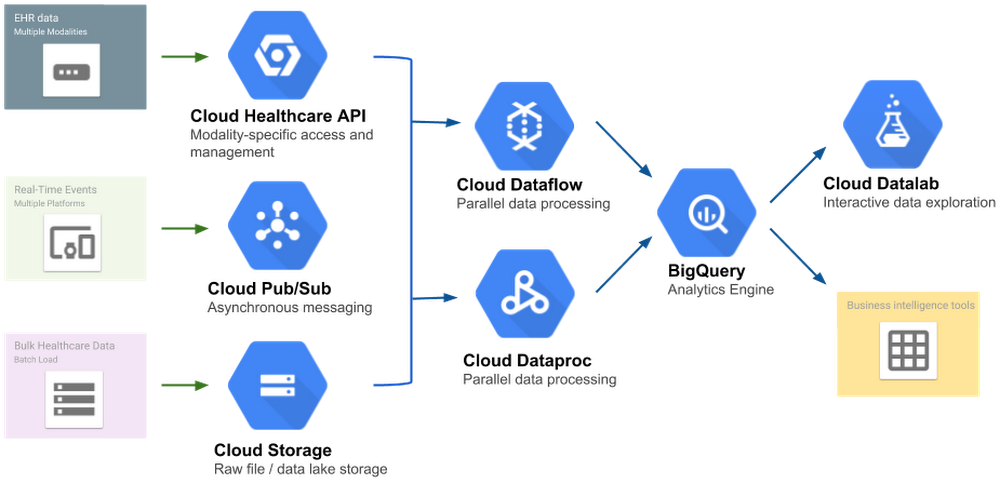 EHR data
Multiple Modalities
Cloud Healthcare API
Modality-specific access and
management
Real-Time Events
Multiple Platforms
Cloud Pub/Sub
Asynchronous messaging
Bulk Healthcare Data
Batch Load
Cloud Storage
Raw file / data lake storage
Cloud Dataflow
Parallel data processing
Cloud Dataproc
Parallel data processing
BigQuery
Analytics Engine
Cloud Datalab
Interactive data exploration
Business intelligence tools